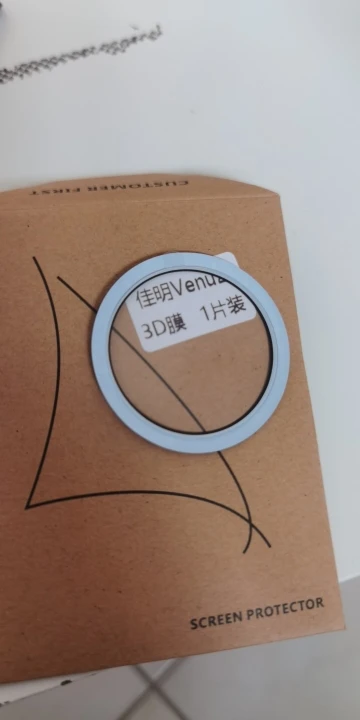 CUSTOMER FIRST
佳明Venu
3D膜 1片装
SCREEN PROTECTOR